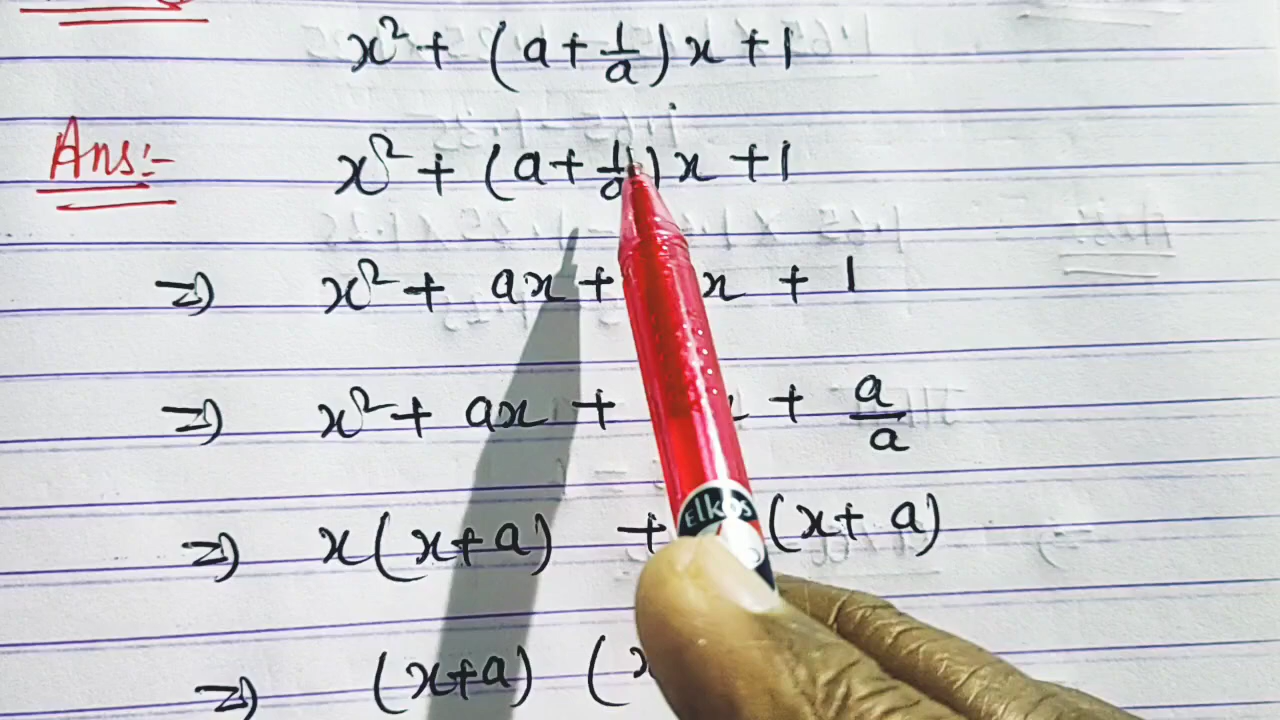 x² + (a + 1/a) x + 1
Ans:- x² + (a + 1/a) x + 1
=> x² + ax + x + 1
=> x² + ax + + a/a
=> x (x + a) + (x + a)
=> (x + a) (x
elkos